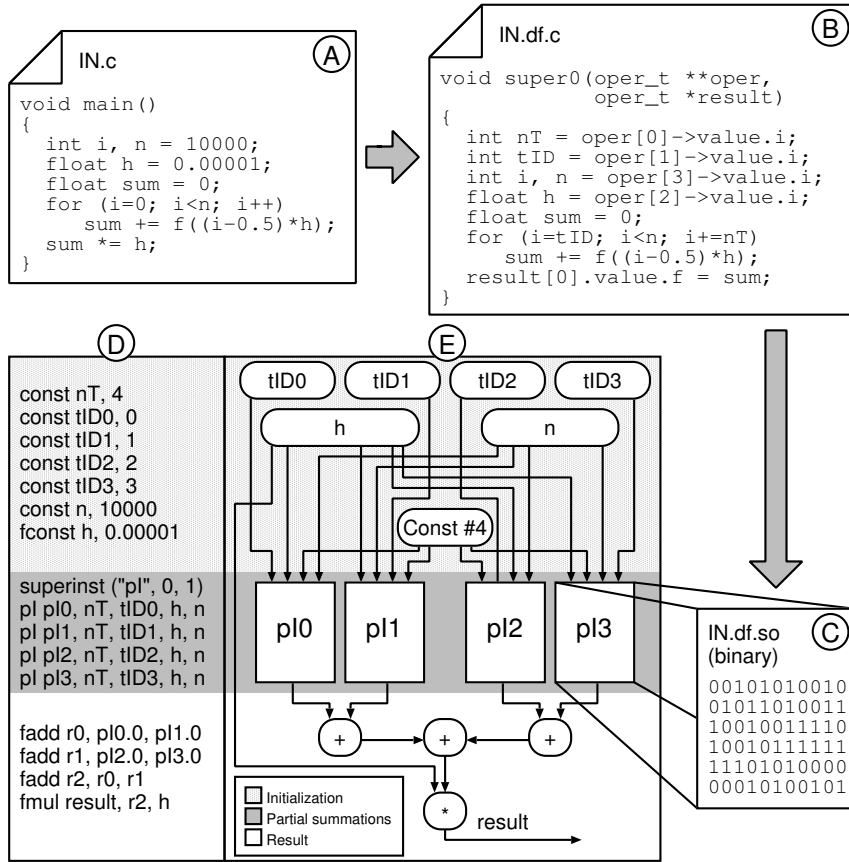 A
IN.c
void main()
{
int i, n = 10000;
float h = 0.00001;
float sum = 0;
for (i=0; i<n; i++)
sum += f((i-0.5)*h);
sum *= h;
}
B
IN.df.c
void super0(oper_t **oper,
oper_t *result)
{
int nT = oper[0]->value.i;
int tID = oper[1]->value.i;
int i, n = oper[3]->value.i;
float h = oper[2]->value.i;
float sum = 0;
for (i=tID; i<n; i+=nT)
sum += f((i-0.5)*h);
result[0].value.f = sum;
}
D
const nT, 4
const tID0, 0
const tID1, 1
const tID2, 2
const tID3, 3
const n, 10000
fconst h, 0.00001
superinst ("pI", 0, 1)
pI pI0, nT, tID0, h, n
pI pI1, nT, tID1, h, n
pI pI2, nT, tID2, h, n
pI pI3, nT, tID3, h, n
fadd r0, pI0.0, pI1.0
fadd r1, pI2.0, pI3.0
fadd r2, r0, r1
fmul result, r2, h
E
tID0 tID1 tID2 tID3
h n
Const #4
pI0 pI1 pI2 pI3
+ + +
*
result
Initialization
Partial summations
Result
C
IN.df.so
(binary)
00101010010
01011010011
10010011110
10010111111
11101010000
00010100101